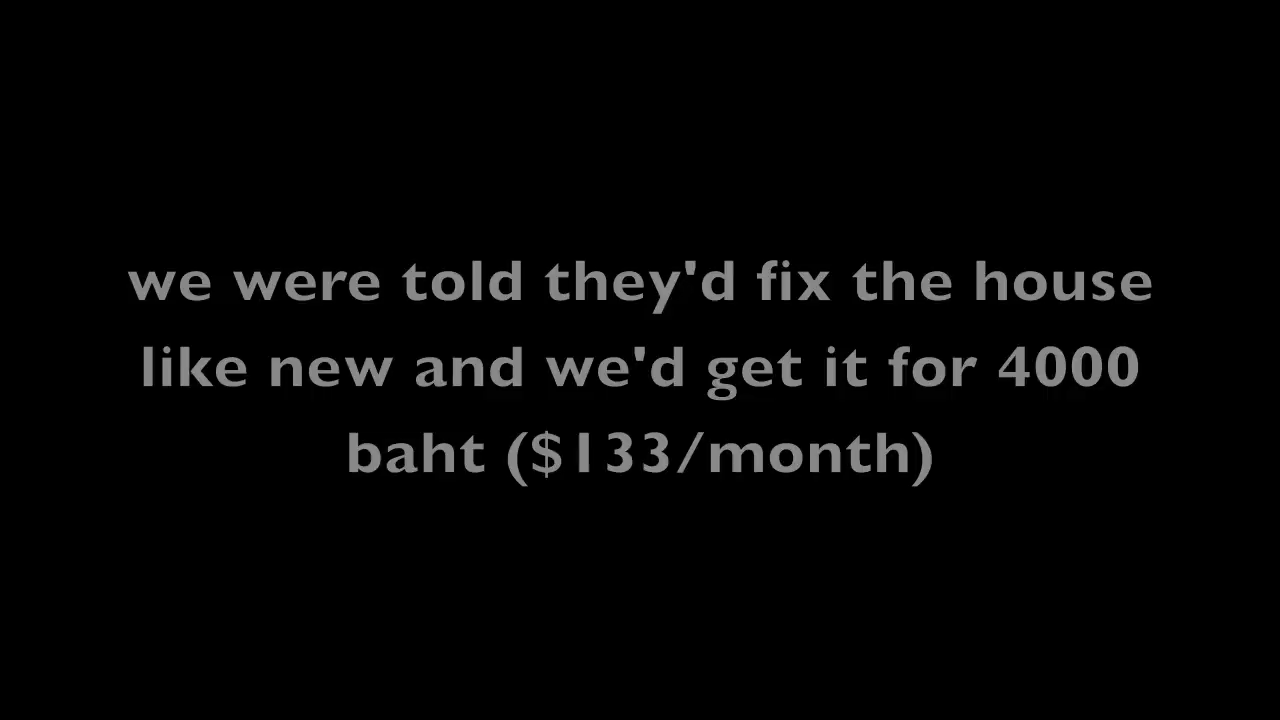 we were told they'd fix the house
like new and we'd get it for 4000
baht ($133/month)